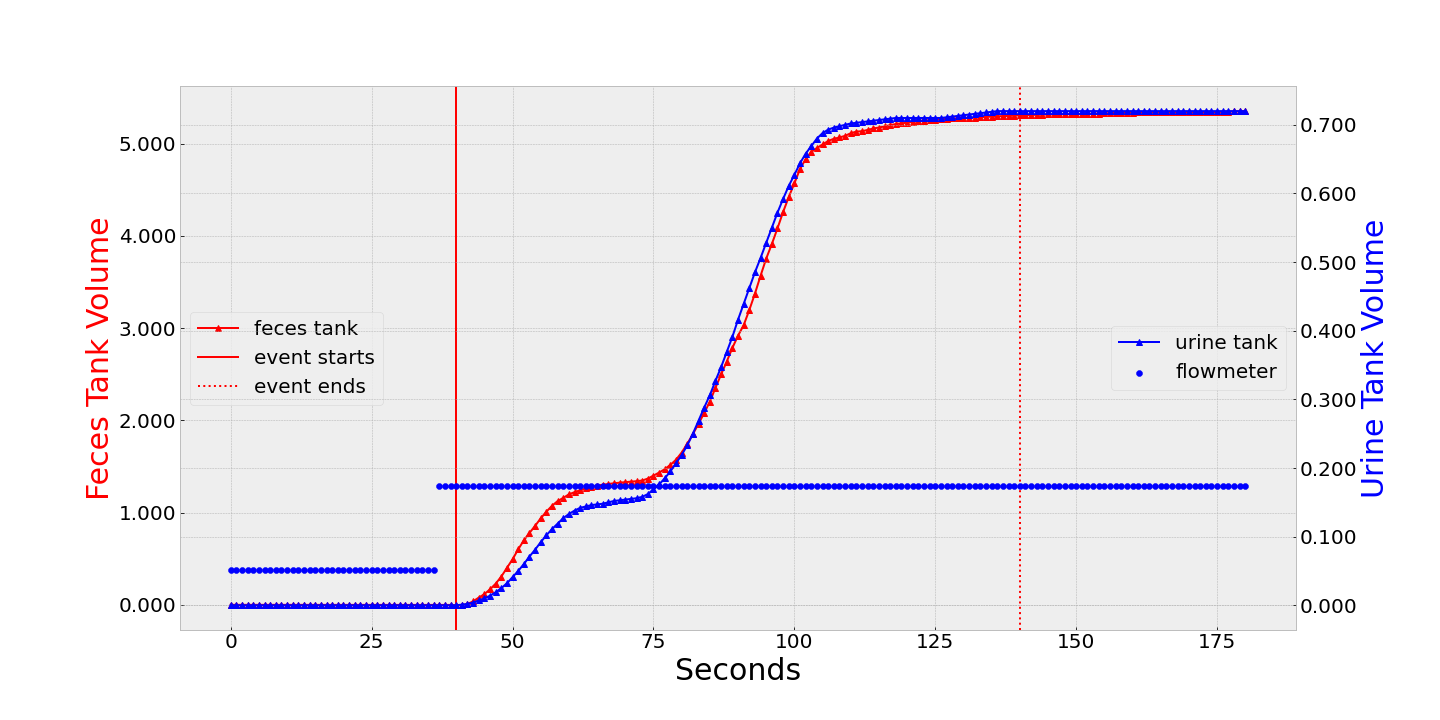 Feces Tank Volume
5.000
4.000
3.000
2.000
1.000
0.000
feces tank
event starts
event ends
urine tank
flowmeter
0.700
0.600
0.500
0.400
0.300
0.200
0.100
0.000
Urine Tank Volume
0 25 50 75 100 125 150 175
Seconds